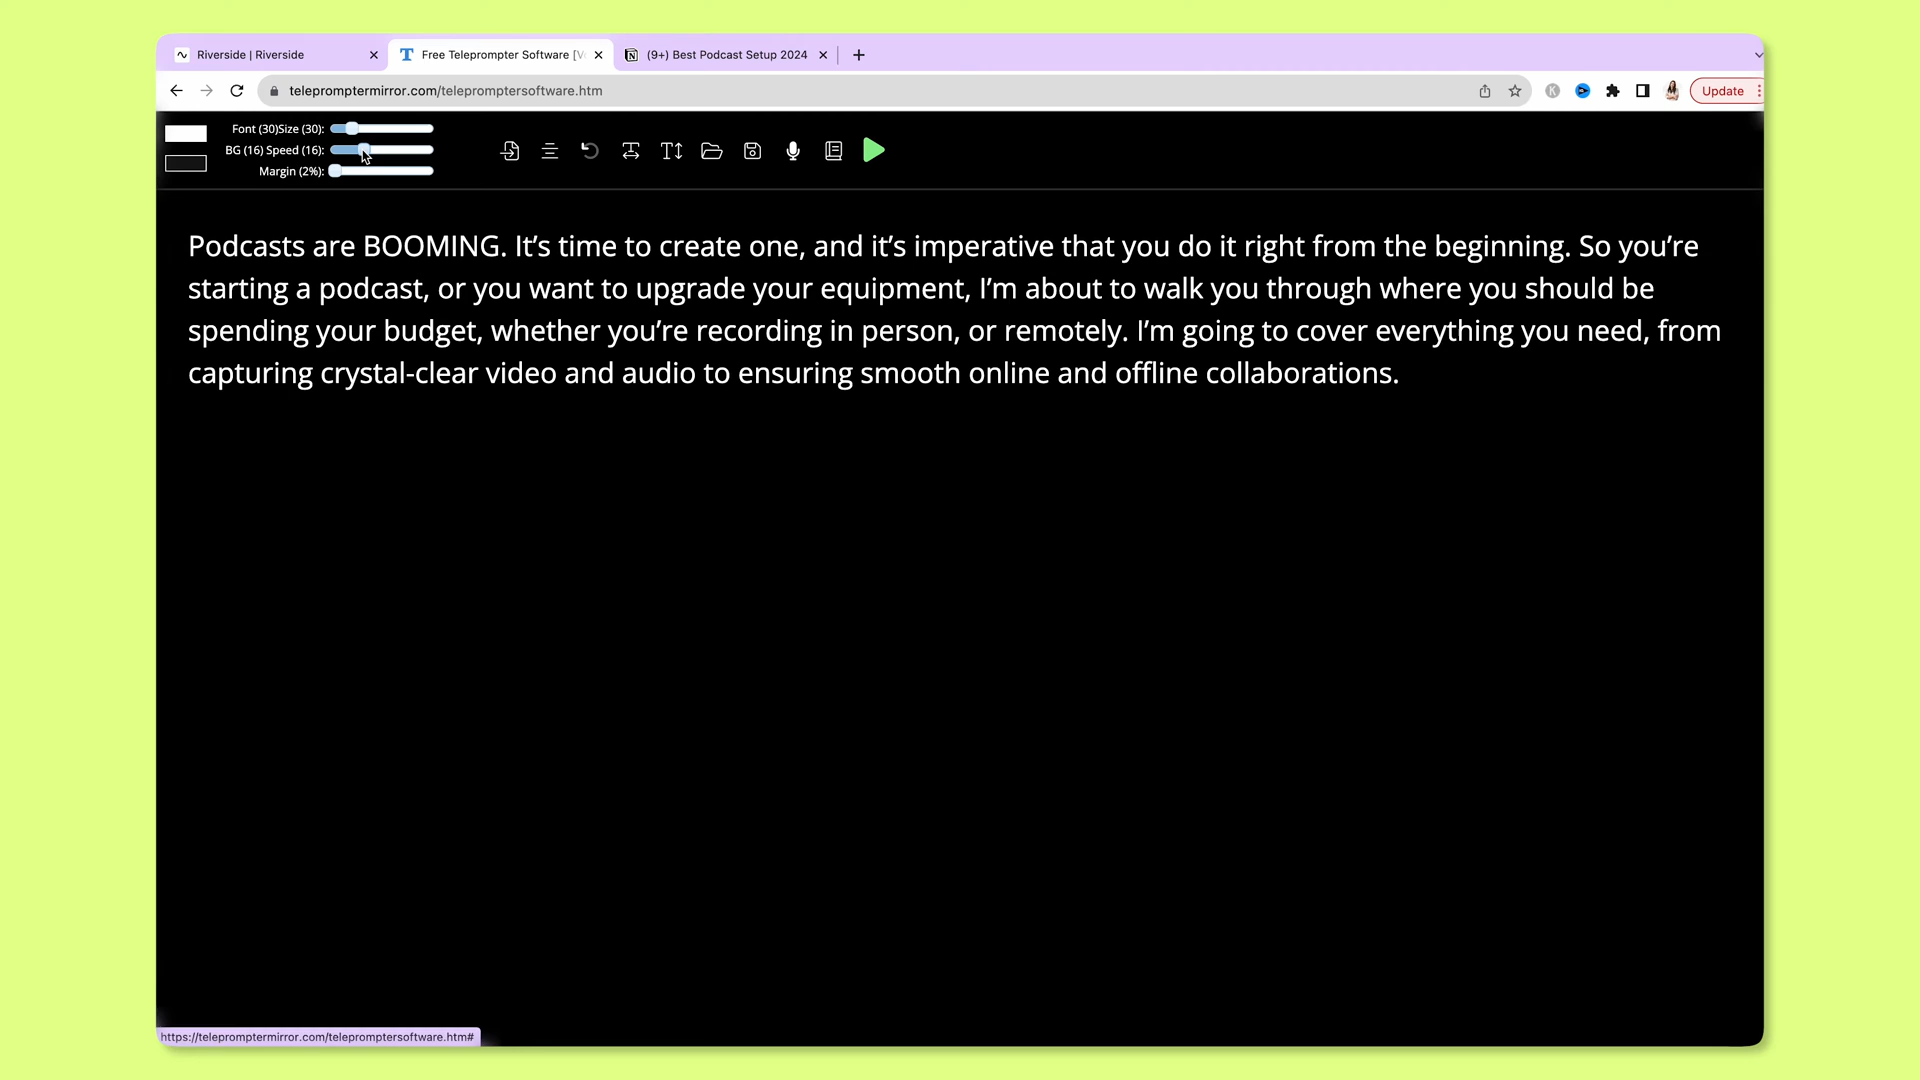 Riverside | Riverside
Free Teleprompter Software [V
(9+) Best Podcast Setup 2024
telepromptermirror.com/telepromptersoftware.htm
K
Update
Font (30)Size (30):
BG (16) Speed (16):
Margin (2%):
Podcasts are BOOMING. It’s time to create one, and it’s imperative that you do it right from the beginning. So you’re
starting a podcast, or you want to upgrade your equipment, I’m about to walk you through where you should be
spending your budget, whether you’re recording in person, or remotely. I’m going to cover everything you need, from
capturing crystal-clear video and audio to ensuring smooth online and offline collaborations.
https://telepromptermirror.com/telepromptersoftware.htm#